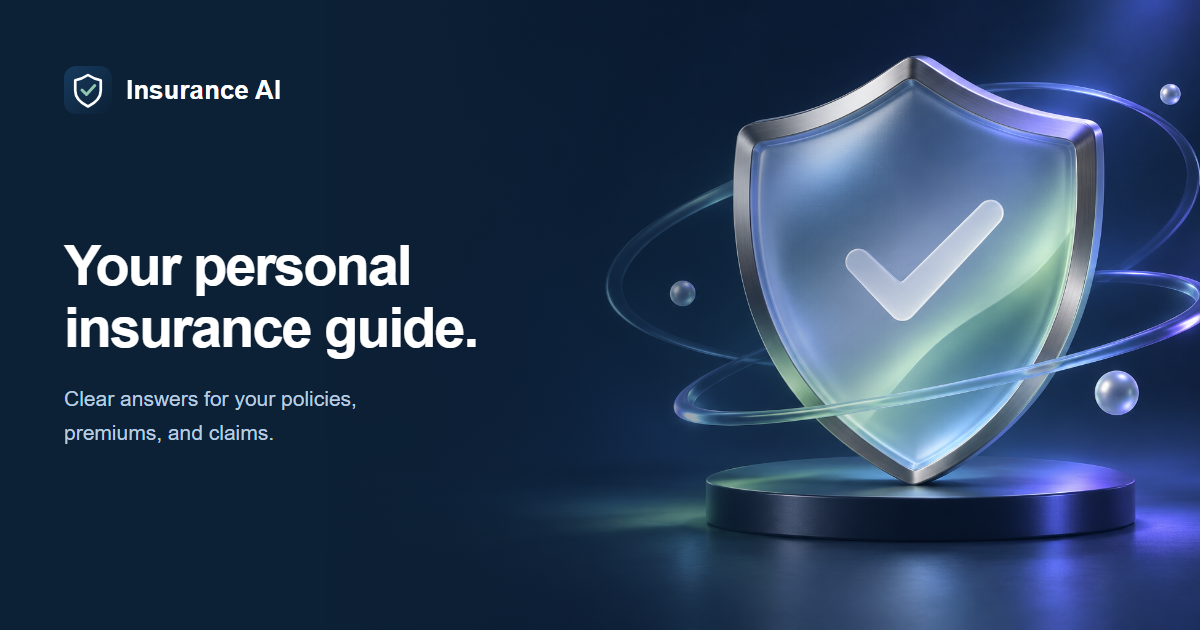 Insurance AI
Your personal
insurance guide.
Clear answers for your policies,
premiums, and claims.